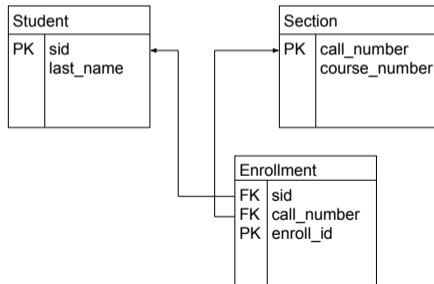 Student
PK sid
last_name
Section
PK call_number
course_number
Enrollment
FK sid
FK call_number
PK enroll_id